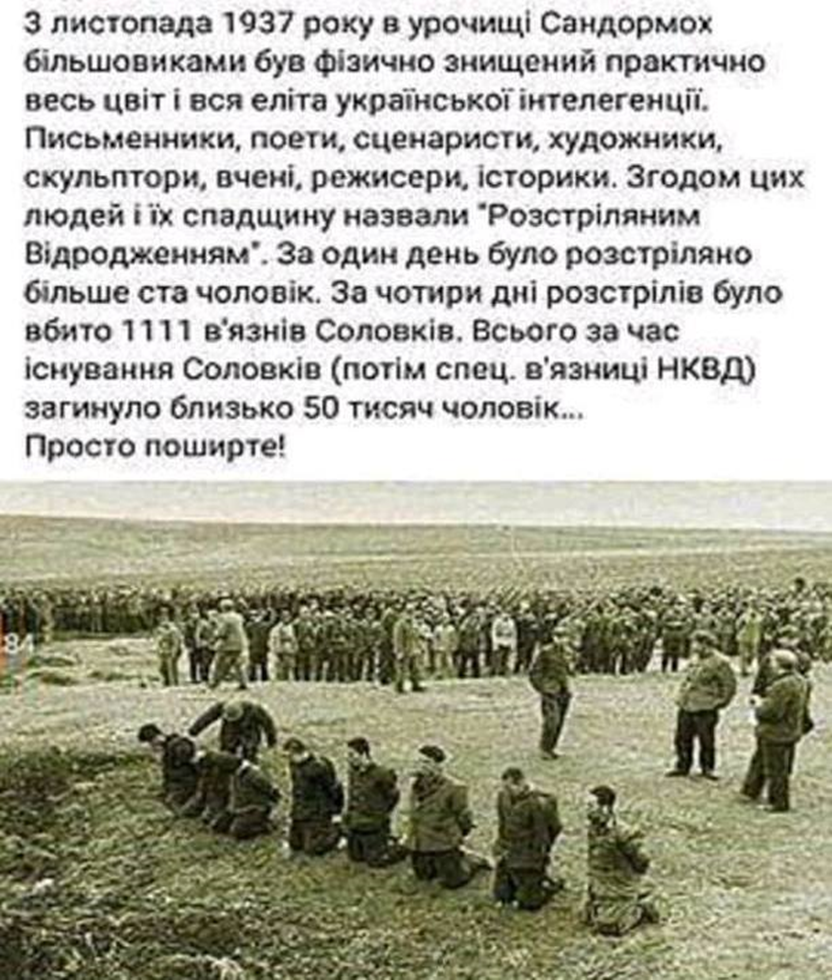 3 листопада 1937 року в урочищі Сандормох
більшовиками був фізично знищений практично
весь цвіт і вся еліта української інтелегенції.
Письменники, поети, сценаристи, художники,
скульптори, вчені, режисери, історики. Згодом цих
людей і їх спадщину назвали "Розстріляним
Відродженням". За один день було розстріляно
більше ста чоловік. За чотири дні розстрілів було
вбито 1111 в'язнів Соловків. Всього за час
існування Соловків (потім спец. в'язниці НКВД)
загинуло близько 50 тисяч чоловік...
Просто поширте!
84